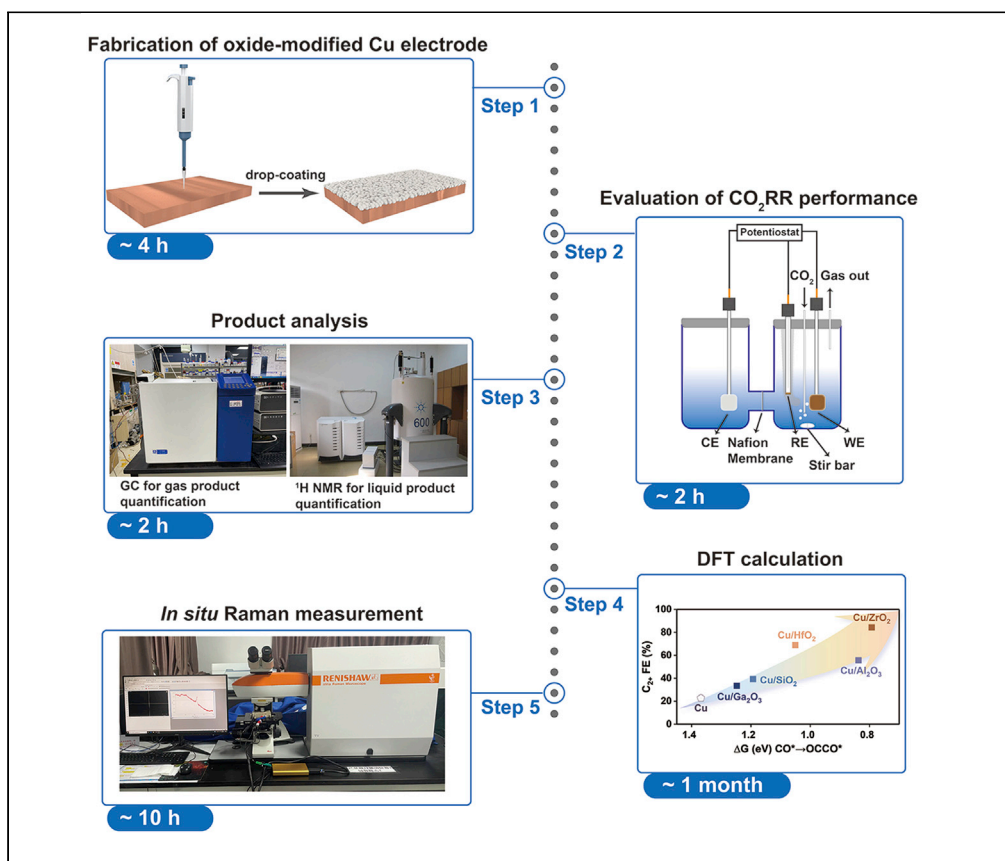 Fabrication of oxide-modified Cu electrode
drop-coating
~ 4 h
Step 1
Evaluation of CO₂RR performance
Step 2
Potentiostat
CO₂ Gas out
CE Nafion RE WE
Membrane
Stir bar
~ 2 h
Product analysis
Step 3
600
GC for gas product
quantification
¹H NMR for liquid product
quantification
~ 2 h
DFT calculation
Step 4
C₂₊ FE (%)
100
80
60
40
20
0
Cu/ZrO₂
Cu/HfO₂
Cu/Al₂O₃
Cu/SiO₂
Cu/Ga₂O₃
Cu
1.4 1.2 1.0 0.8
ΔG (eV) CO*→OCCO*
~ 1 month
In situ Raman measurement
RENISHAW
Step 5
~ 10 h